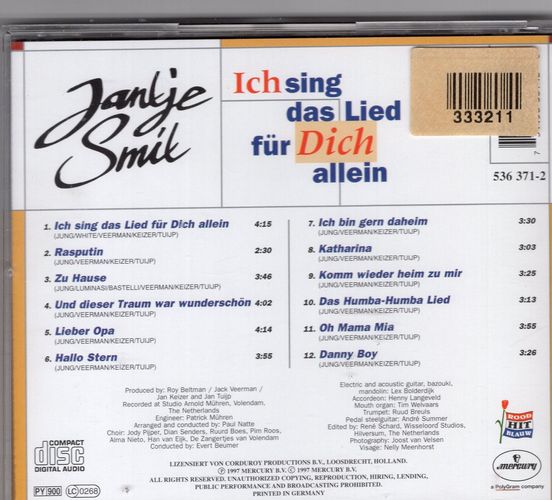 Jantje
Smit
Ich sing
das Lied
für Dich
allein
333211
536 371-2
1. Ich sing das Lied für Dich allein 4:15
(JUNG/WHITE/VEERMAN/KEIZER/TUIJP)
2. Rasputin 2:30
(JUNG/VEERMAN/KEIZER/TUIJP)
3. Zu Hause 3:46
(JUNG/LUMINASI/BASTELLI/VEERMAN/KEIZER/TUIJP)
4. Und dieser Traum war wunderschön 4:02
(JUNG/VEERMAN/KEIZER/TUIJP)
5. Lieber Opa 4:14
(JUNG/VEERMAN/KEIZER/TUIJP)
6. Hallo Stern 3:55
(JUNG/VEERMAN/KEIZER/TUIJP)
7. Ich bin gern daheim 3:30
(JUNG/VEERMAN/KEIZER/TUIJP)
8. Katharina 3:03
(JUNG/VEERMAN/KEIZER/TUIJP)
9. Komm wieder heim zu mir 3:25
(JUNG/VEERMAN/KEIZER/TUIJP)
10. Das Humba-Humba Lied 3:13
(JUNG/VEERMAN/KEIZER/TUIJP)
11. Oh Mama Mia 3:55
(JUNG/VEERMAN/KEIZER/TUIJP)
12. Danny Boy 3:26
(JUNG/VEERMAN/KEIZER/TUIJP)
Produced by: Roy Beltman / Jack Veerman /
Jan Keizer and Jan Tuijp
Recorded at Studio Arnold Mühren, Volendam,
The Netherlands
Engineer: Patrick Mühren
Arranged and conducted by: Paul Natte
Choir: Jody Pijper, Dian Senders, Ruurd Boes, Pim Roos,
Alma Nieto, Han van Eijk, De Zangertjes van Volendam
Conducted by: Evert Beumer
Electric and acoustic guitar, bazouki,
mandolin: Lex Bolderdijk
Accordeon: Henny Langeveld
Mouth organ: Tim Welvaars
Trumpet: Ruud Breuls
Pedal steelguitar: André Summer
Edited by: René Schard, Wisseloord Studios,
Hilversum, The Netherlands
Photography: Joost van Velsen
Visage: Nelly Meenhorst
COMPACT
disc
DIGITAL AUDIO
PY 900
LC 0268
ROOD
HIT
BLAUW
mercury
a PolyGram company
LIZENSIERT VON CORDUROY PRODUCTIONS B.V., LOOSDRECHT, HOLLAND.
℗ 1997 MERCURY B.V. © 1997 MERCURY B.V.
ALL RIGHTS RESERVED. UNAUTHORIZED COPYING, REPRODUCTION, HIRING, LENDING,
PUBLIC PERFORMANCE AND BROADCASTING PROHIBITED.
PRINTED IN GERMANY